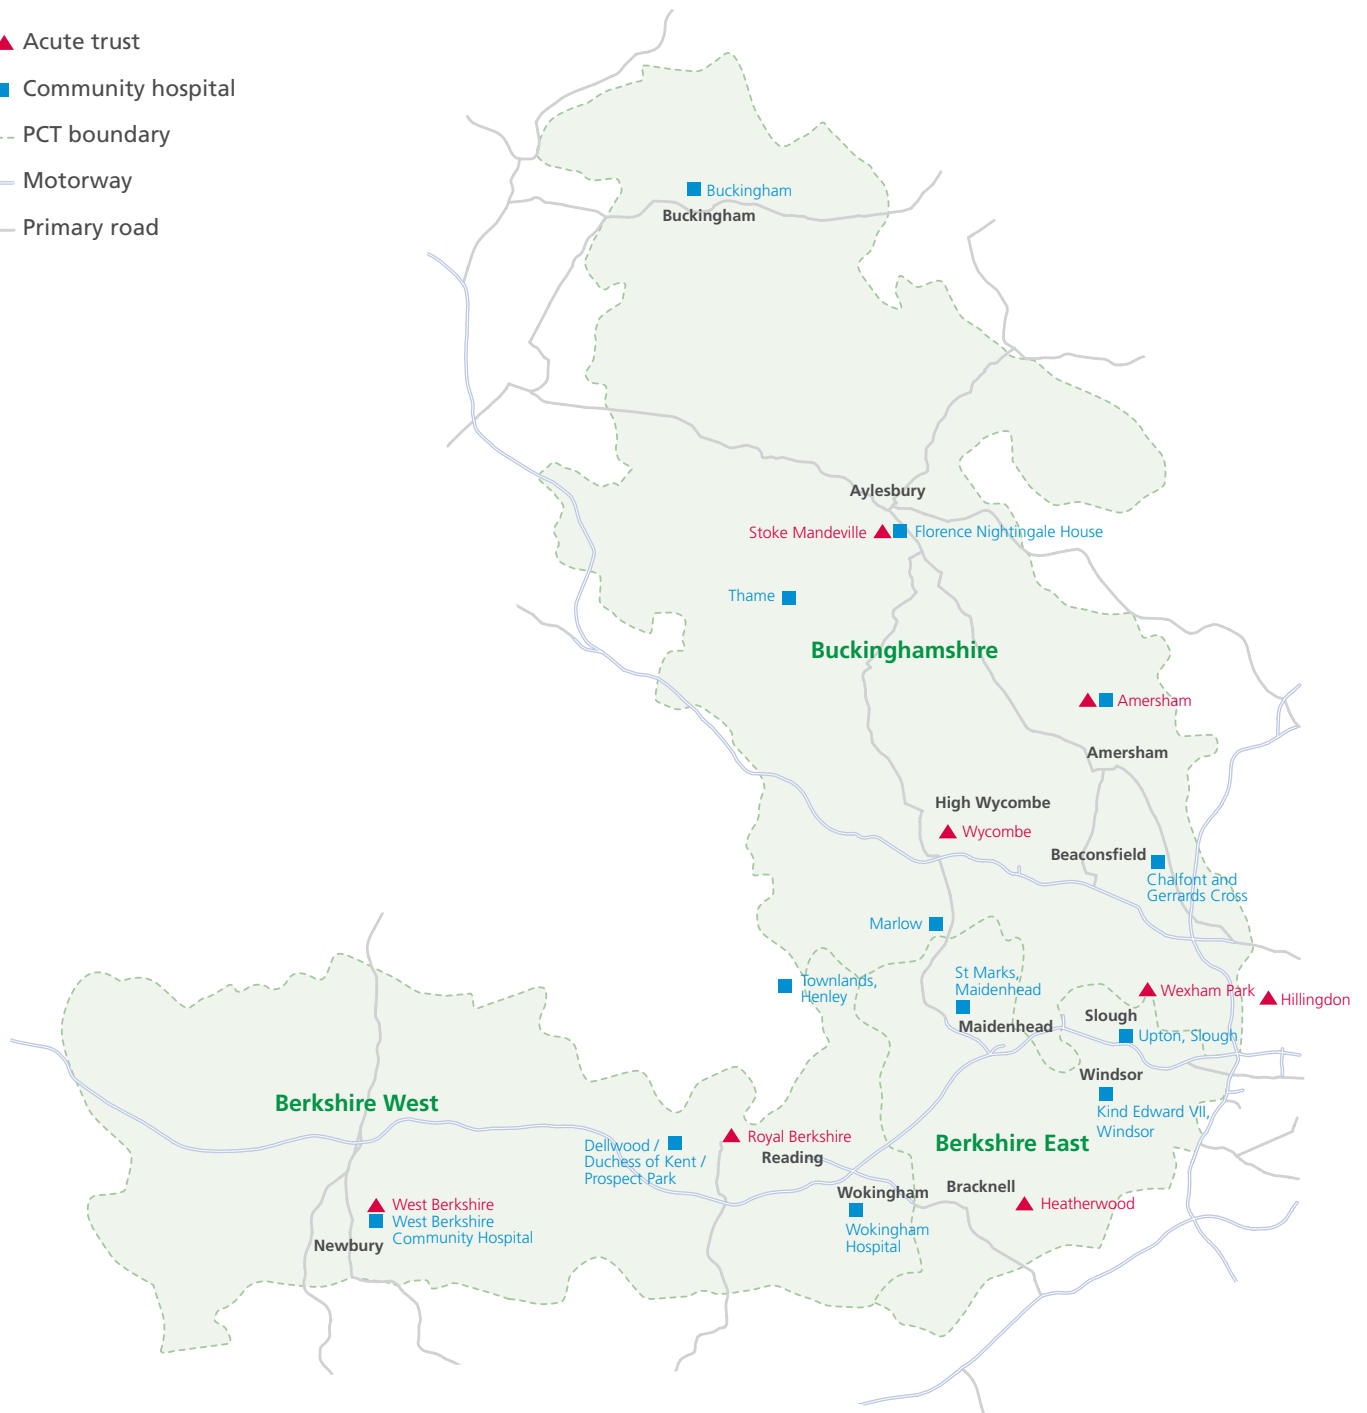 Acute trust
Community hospital
PCT boundary
Motorway
Primary road
Buckingham
Buckingham
Aylesbury
Stoke Mandeville
Florence Nightingale House
Thame
Buckinghamshire
Amersham
Amersham
High Wycombe
Wycombe
Beaconsfield
Chalfont and
Gerrards Cross
Marlow
St Marks,
Maidenhead
Townlands,
Henley
Wexham Park
Hillingdon
Slough
Maidenhead
Upton, Slough
Windsor
Kind Edward VII,
Windsor
Berkshire West
Berkshire East
Royal Berkshire
Reading
Dellwood /
Duchess of Kent /
Prospect Park
Bracknell
Wokingham
Heatherwood
West Berkshire
West Berkshire
Community Hospital
Wokingham
Hospital
Newbury